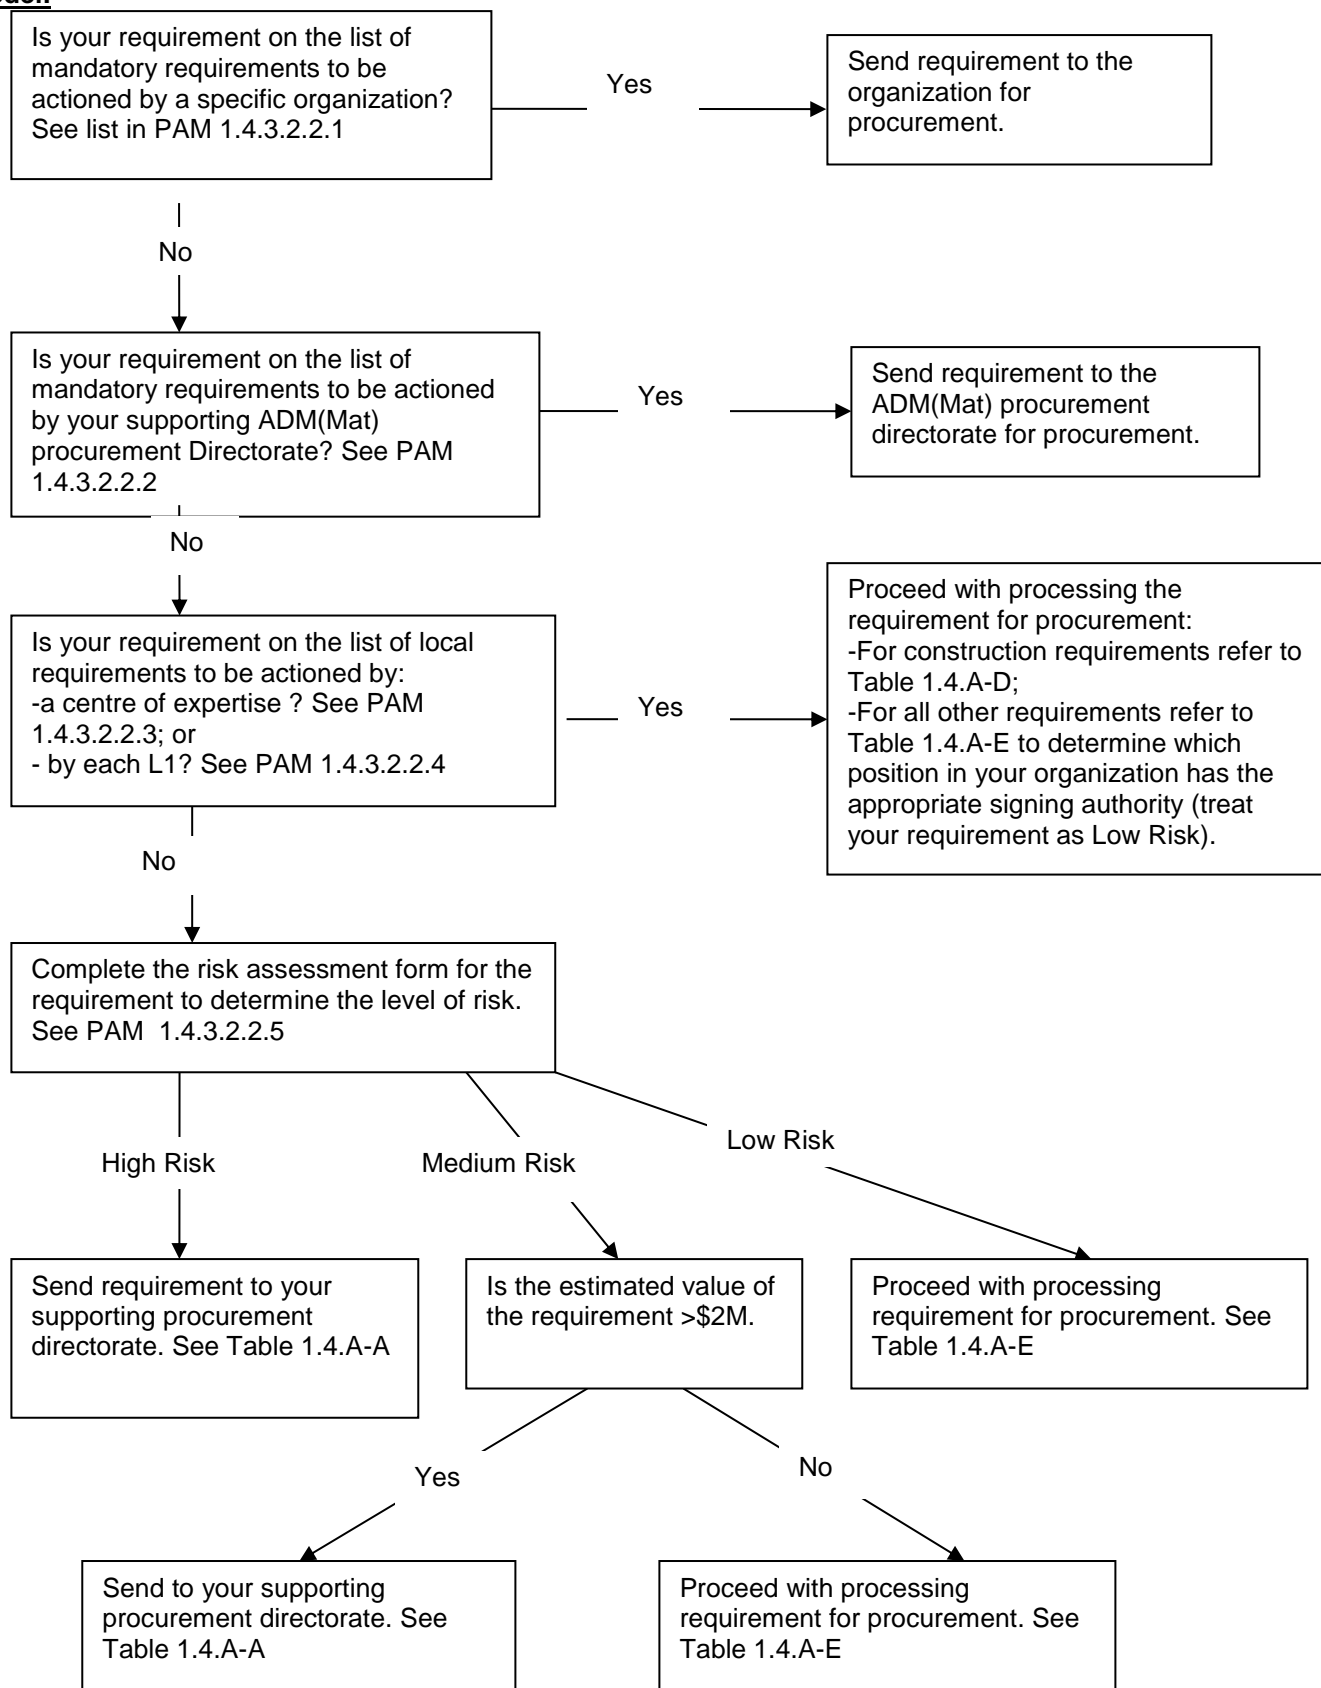 Is your requirement on the list of
mandatory requirements to be
actioned by a specific organization?
See list in PAM 1.4.3.2.2.1
Yes
Send requirement to the
organization for
procurement.
No
Is your requirement on the list of
mandatory requirements to be actioned
by your supporting ADM(Mat)
procurement Directorate? See PAM
1.4.3.2.2.2
Yes
Send requirement to the
ADM(Mat) procurement
directorate for procurement.
No
Is your requirement on the list of local
requirements to be actioned by:
-a centre of expertise ? See PAM
1.4.3.2.2.3; or
- by each L1? See PAM 1.4.3.2.2.4
Yes
Proceed with processing the
requirement for procurement:
-For construction requirements refer to
Table 1.4.A-D;
-For all other requirements refer to
Table 1.4.A-E to determine which
position in your organization has the
appropriate signing authority (treat
your requirement as Low Risk).
No
Complete the risk assessment form for the
requirement to determine the level of risk.
See PAM  1.4.3.2.2.5
High Risk
Medium Risk
Low Risk
Send requirement to your
supporting procurement
directorate. See Table 1.4.A-A
Is the estimated value of
the requirement >$2M.
Proceed with processing
requirement for procurement. See
Table 1.4.A-E
Yes
No
Send to your supporting
procurement directorate. See
Table 1.4.A-A
Proceed with processing
requirement for procurement. See
Table 1.4.A-E